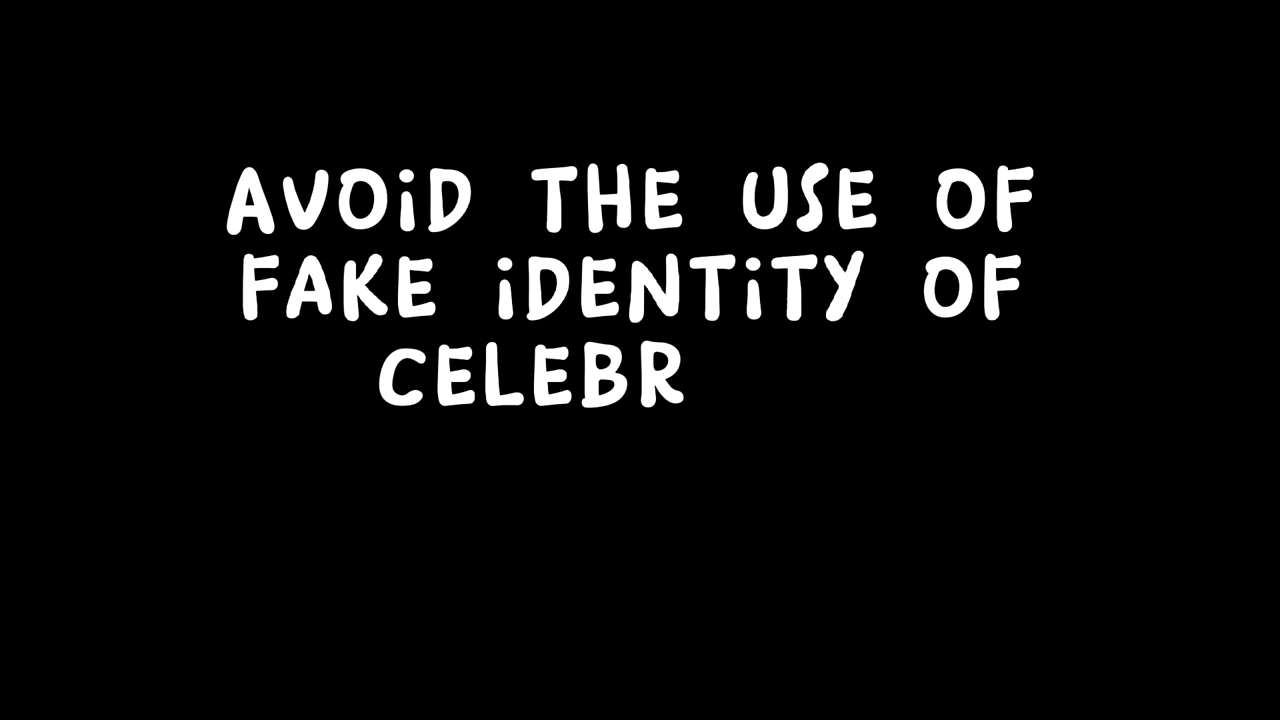 AVOiD THE USE OF
FAKE iDENTiTY OF
CELEBR